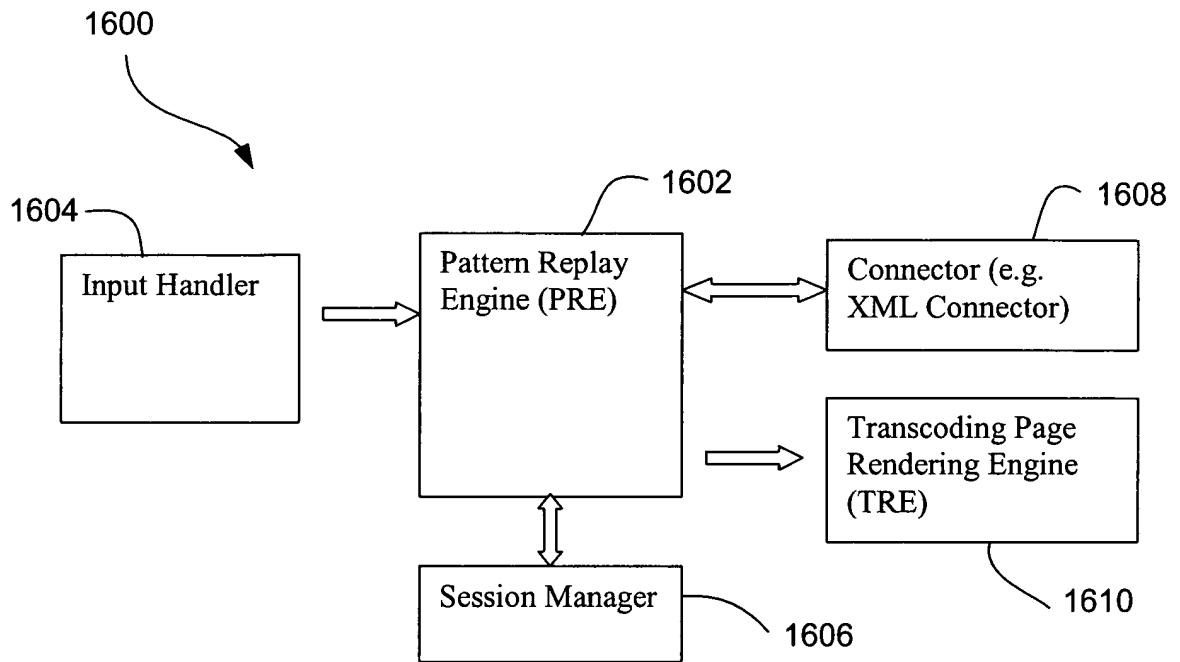 1600
1602
1608
1604
Input Handler
Pattern Replay
Engine (PRE)
Connector (e.g.
XML Connector)
Transcoding Page
Rendering Engine
(TRE)
Session Manager
1610
1606